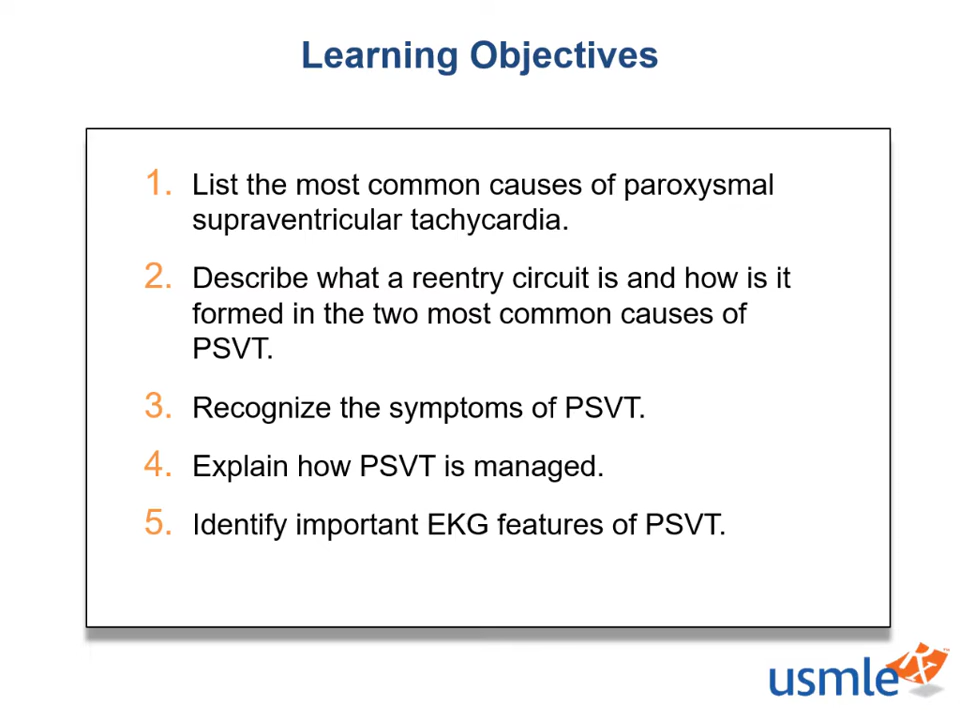 Learning Objectives
1. List the most common causes of paroxysmal
supraventricular tachycardia.
2. Describe what a reentry circuit is and how is it
formed in the two most common causes of
PSVT.
3. Recognize the symptoms of PSVT.
4. Explain how PSVT is managed.
5. Identify important EKG features of PSVT.
usmle Rx ™